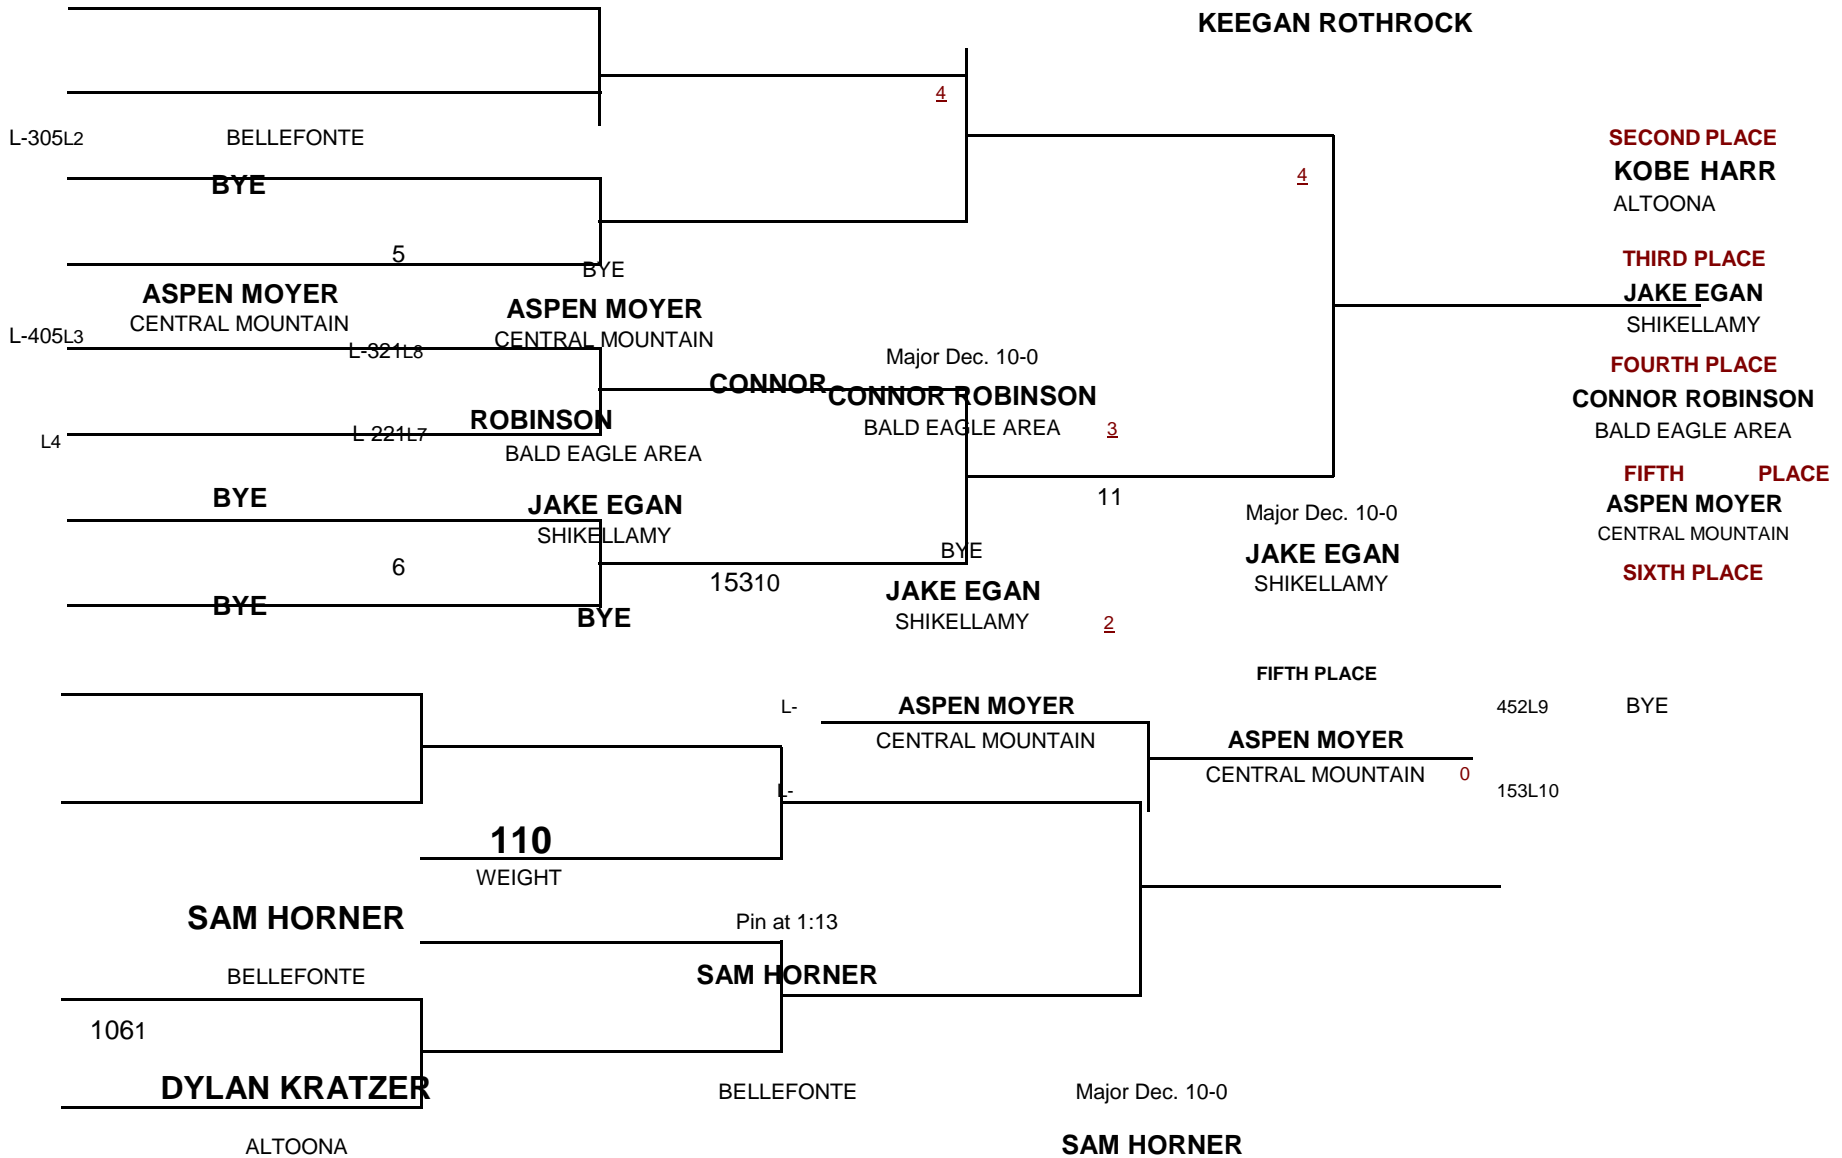 KEEGAN ROTHROCK
4
L-305L2 BELLEFONTE SECOND PLACE
BYE 4 KOBE HARR
ALTOONA
5 BYE THIRD PLACE
ASPEN MOYER ASPEN MOYER JAKE EGAN
CENTRAL MOUNTAIN CENTRAL MOUNTAIN SHIKELLAMY
L-405L3 L-321L8 Major Dec. 10-0 FOURTH PLACE
CONNOR CONNOR ROBINSON CONNOR ROBINSON
L4 L-221L7 ROBINSON BALD EAGLE AREA 3 BALD EAGLE AREA
BALD EAGLE AREA FIFTH PLACE
BYE JAKE EGAN 11 Major Dec. 10-0 ASPEN MOYER
SHIKELLAMY CENTRAL MOUNTAIN
6 15310 BYE JAKE EGAN SIXTH PLACE
BYE BYE JAKE EGAN SHIKELLAMY
SHIKELLAMY 2
FIFTH PLACE
L- ASPEN MOYER 452L9 BYE
CENTRAL MOUNTAIN ASPEN MOYER
CENTRAL MOUNTAIN 0
L- 153L10
110
WEIGHT
SAM HORNER Pin at 1:13
BELLEFONTE SAM HORNER
1061
DYLAN KRATZER BELLEFONTE Major Dec. 10-0
ALTOONA SAM HORNER